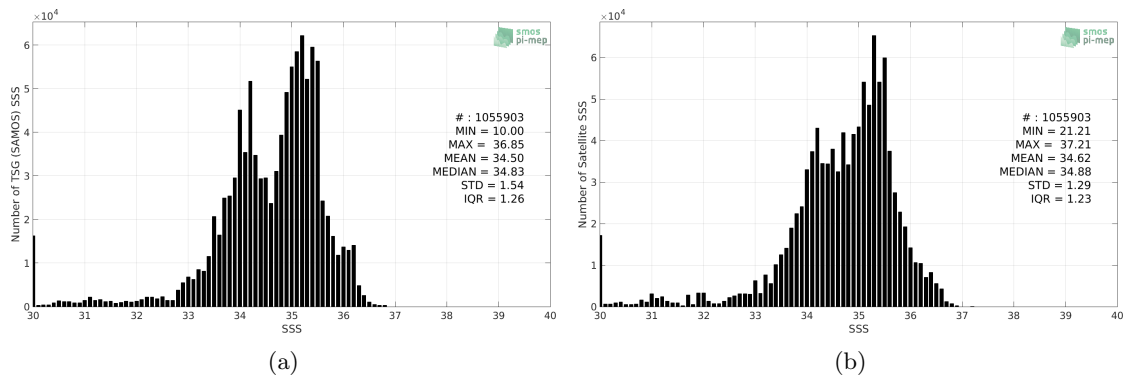 ×10⁴
smos
pi-mep
Number of TSG (SAMOS) SSS
6
5
4
3
2
1
0
# : 1055903
MIN = 10.00
MAX = 36.85
MEAN = 34.50
MEDIAN = 34.83
STD = 1.54
IQR = 1.26
30 31 32 33 34 35 36 37 38 39 40
SSS
(a)
×10⁴
smos
pi-mep
Number of Satellite SSS
6
5
4
3
2
1
0
# : 1055903
MIN = 21.21
MAX = 37.21
MEAN = 34.62
MEDIAN = 34.88
STD = 1.29
IQR = 1.23
30 31 32 33 34 35 36 37 38 39 40
SSS
(b)